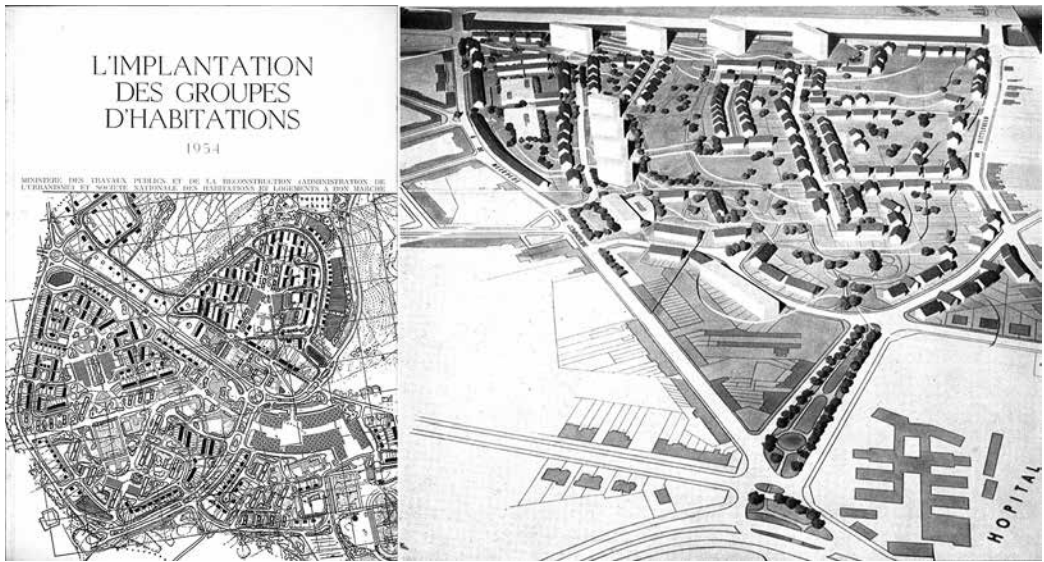 L'IMPLANTATION
DES GROUPES
D'HABITATIONS
1954
MINISTERE DES TRAVAUX PUBLICS ET DE LA RECONSTRUCTION (ADMINISTRATION DE
L'URBANISME) ET SOCIETE NATIONALE DES HABITATIONS ET LOGEMENTS A BON MARCHE
HOPITAL